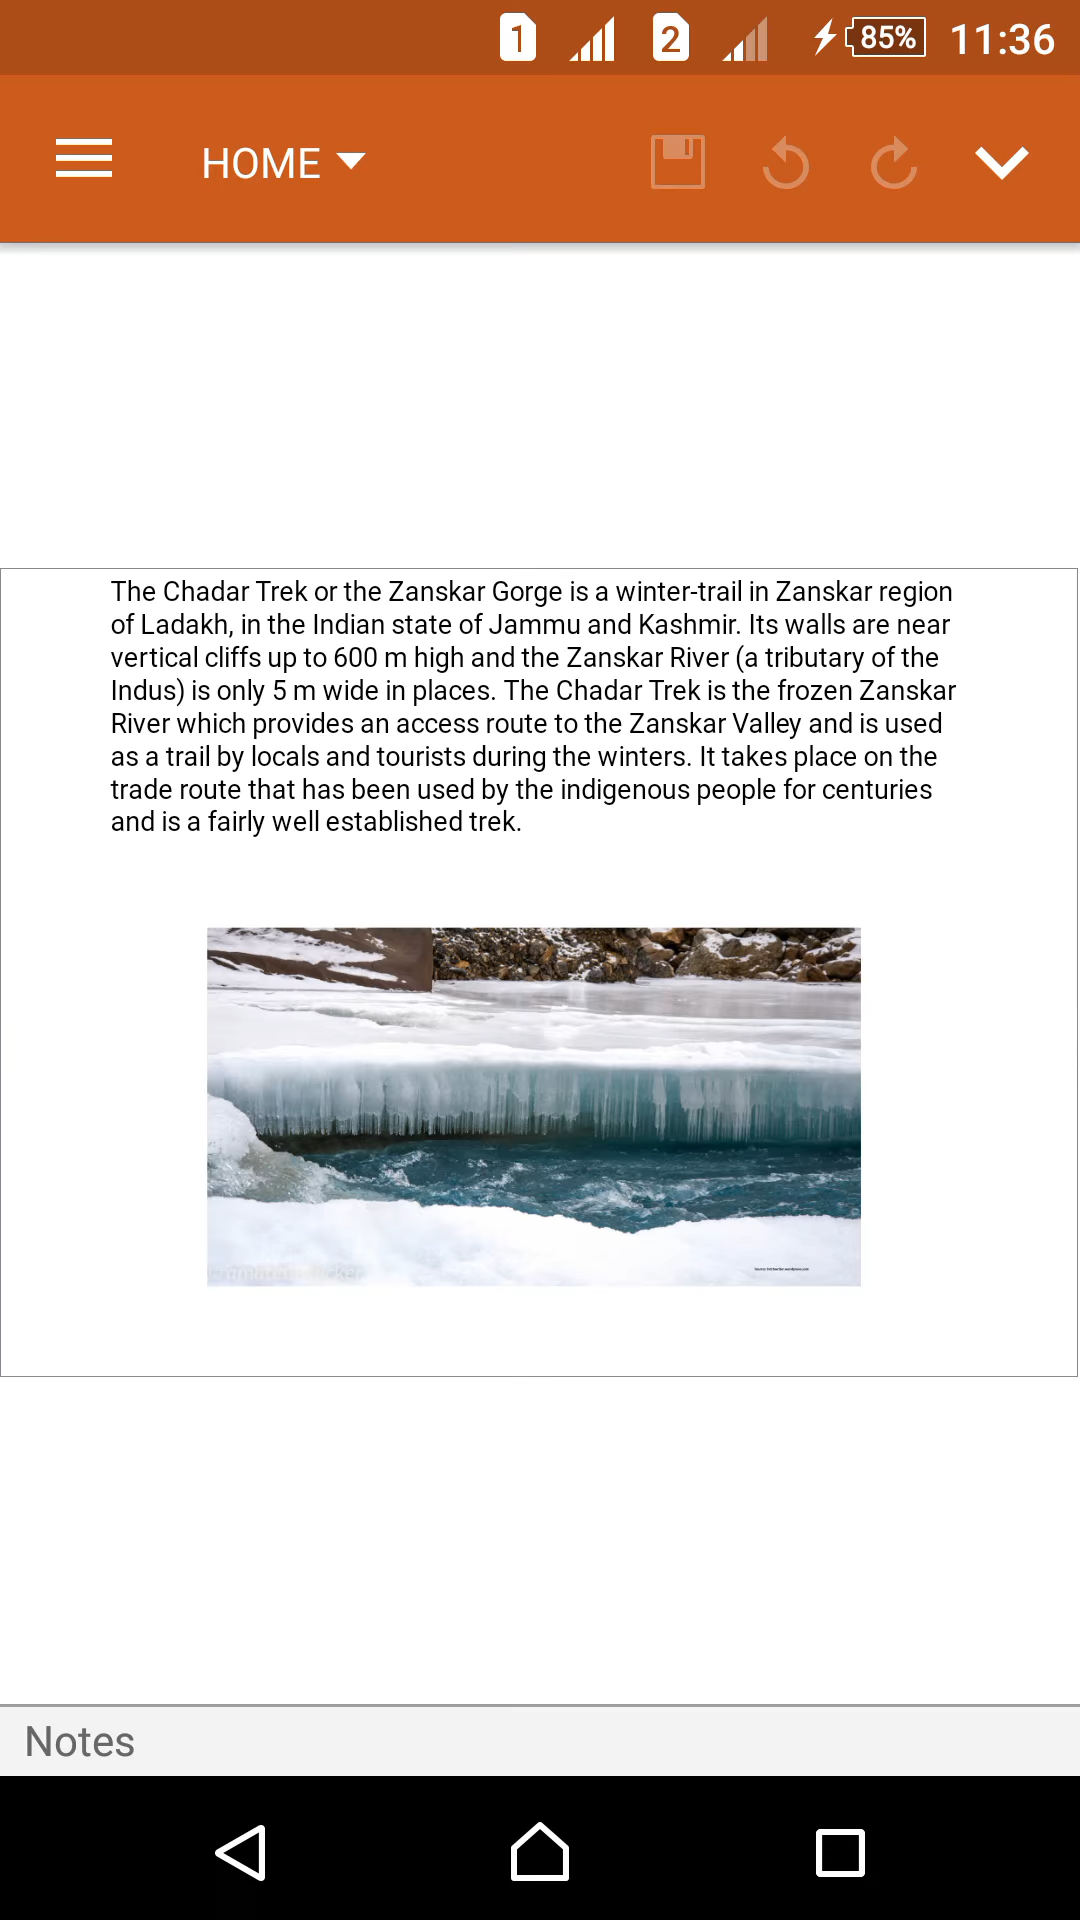 1 2 85% 11:36
HOME
The Chadar Trek or the Zanskar Gorge is a winter-trail in Zanskar region
of Ladakh, in the Indian state of Jammu and Kashmir. Its walls are near
vertical cliffs up to 600 m high and the Zanskar River (a tributary of the
Indus) is only 5 m wide in places. The Chadar Trek is the frozen Zanskar
River which provides an access route to the Zanskar Valley and is used
as a trail by locals and tourists during the winters. It takes place on the
trade route that has been used by the indigenous people for centuries
and is a fairly well established trek.
Notes